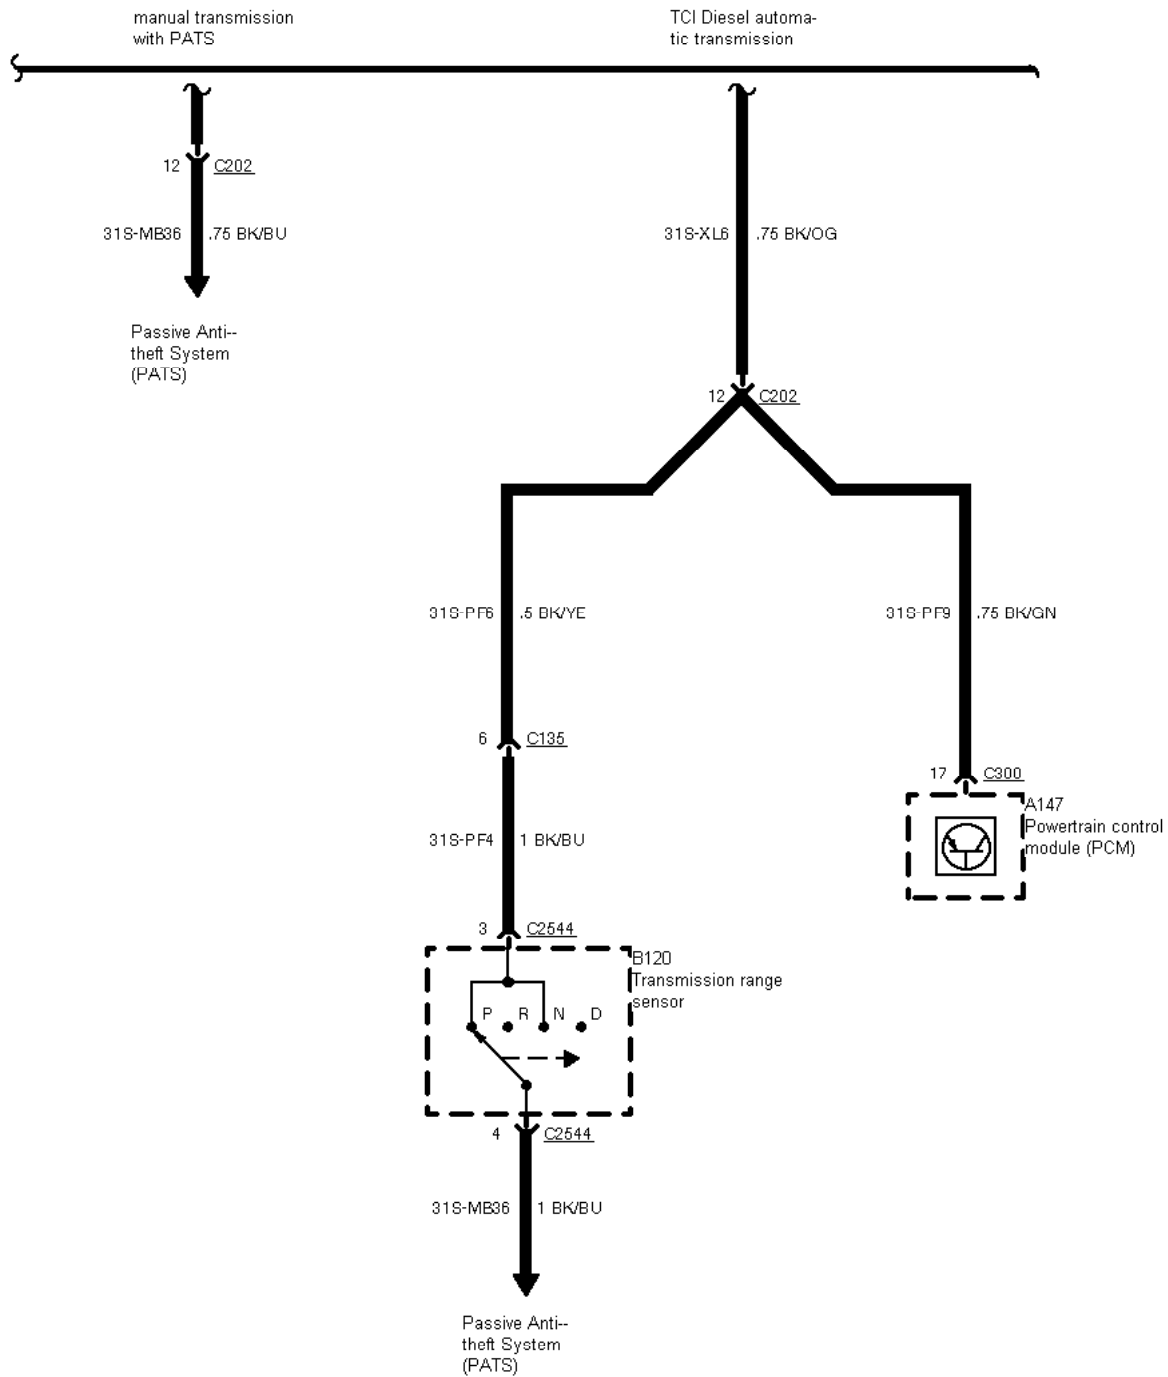 manual transmission
with PATS
TCI Diesel automa-
tic transmission
12 C202
31S-MB36 .75 BK/BU
31S-XL6 .75 BK/OG
Passive Anti--
theft System
(PATS)
12 C202
31S-PF6 .5 BK/YE
31S-PF9 .75 BK/GN
6 C135
17 C300
A147
Powertrain control
module (PCM)
31S-PF4 1 BK/BU
3 C2544
B120
Transmission range
sensor
P R N D
4 C2544
31S-MB36 1 BK/BU
Passive Anti--
theft System
(PATS)